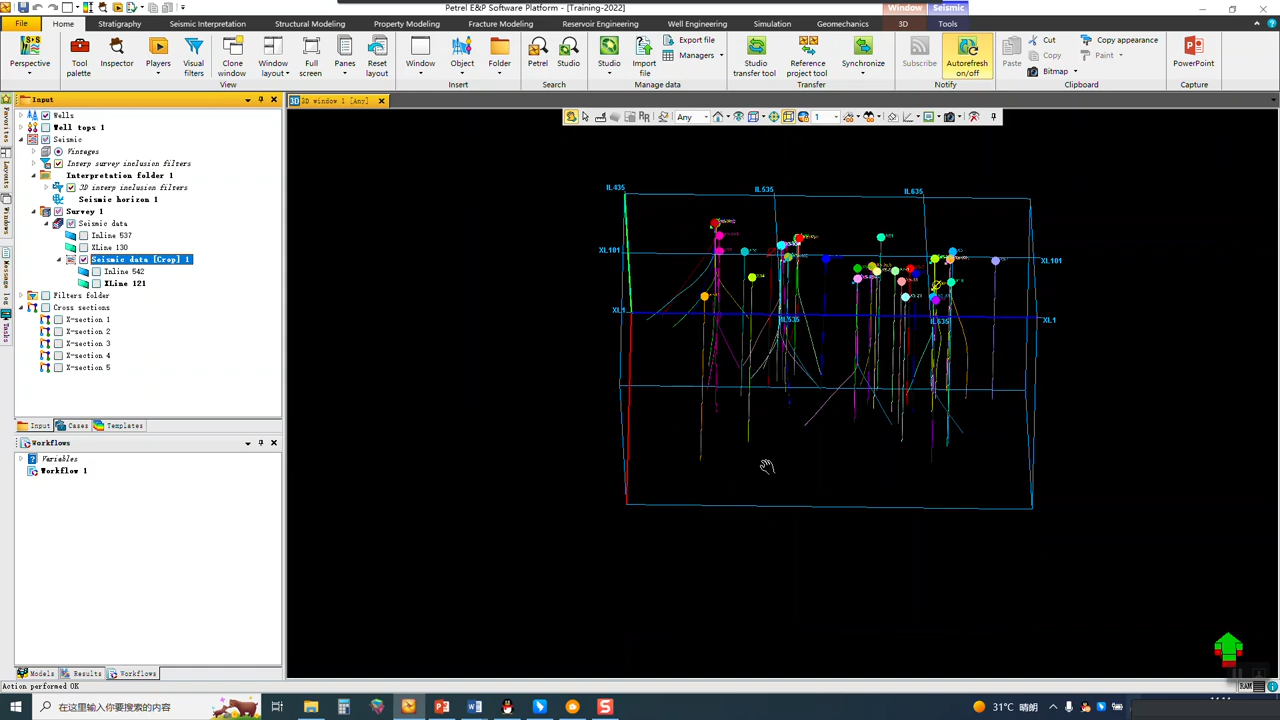 Petrel E&P Software Platform - [Training-2022]
Window
Seismic
File
Home
Stratigraphy
Seismic Interpretation
Structural Modeling
Property Modeling
Fracture Modeling
Reservoir Engineering
Well Engineering
Simulation
Geomechanics
3D
Tools
Perspective
Tool palette
Inspector
Players
Visual filters
Clone window
Window layout
Full screen
Panes
Reset layout
Window
Object
Folder
Petrel
Studio
Studio
Import file
Export file
Managers
Studio transfer tool
Reference project tool
Synchronize
Subscribe
Autorefresh on/off
Paste
Cut
Copy
Bitmap
Copy appearance
Paint
PowerPoint
View
Insert
Search
Manage data
Transfer
Notify
Clipboard
Capture
Input
3D window 1 [Any]
Any
1
Wells
Well tops 1
Seismic
Vintages
Interp survey inclusion filters
Interpretation folder 1
3D interp inclusion filters
Seismic horizon 1
Survey 1
Seismic data
Inline 537
XLine 130
Seismic data [Crop] 1
Inline 542
XLine 121
Filters folder
Cross sections
X-section 1
X-section 2
X-section 3
X-section 4
X-section 5
Input
Cases
Templates
Workflows
Variables
Workflow 1
Models
Results
Workflows
Action performed OK
IL435
IL535
IL635
XL101
XL101
XL1
XL1
IL535
IL635
RAM
在这里输入你要搜索的内容
31°C 晴朗